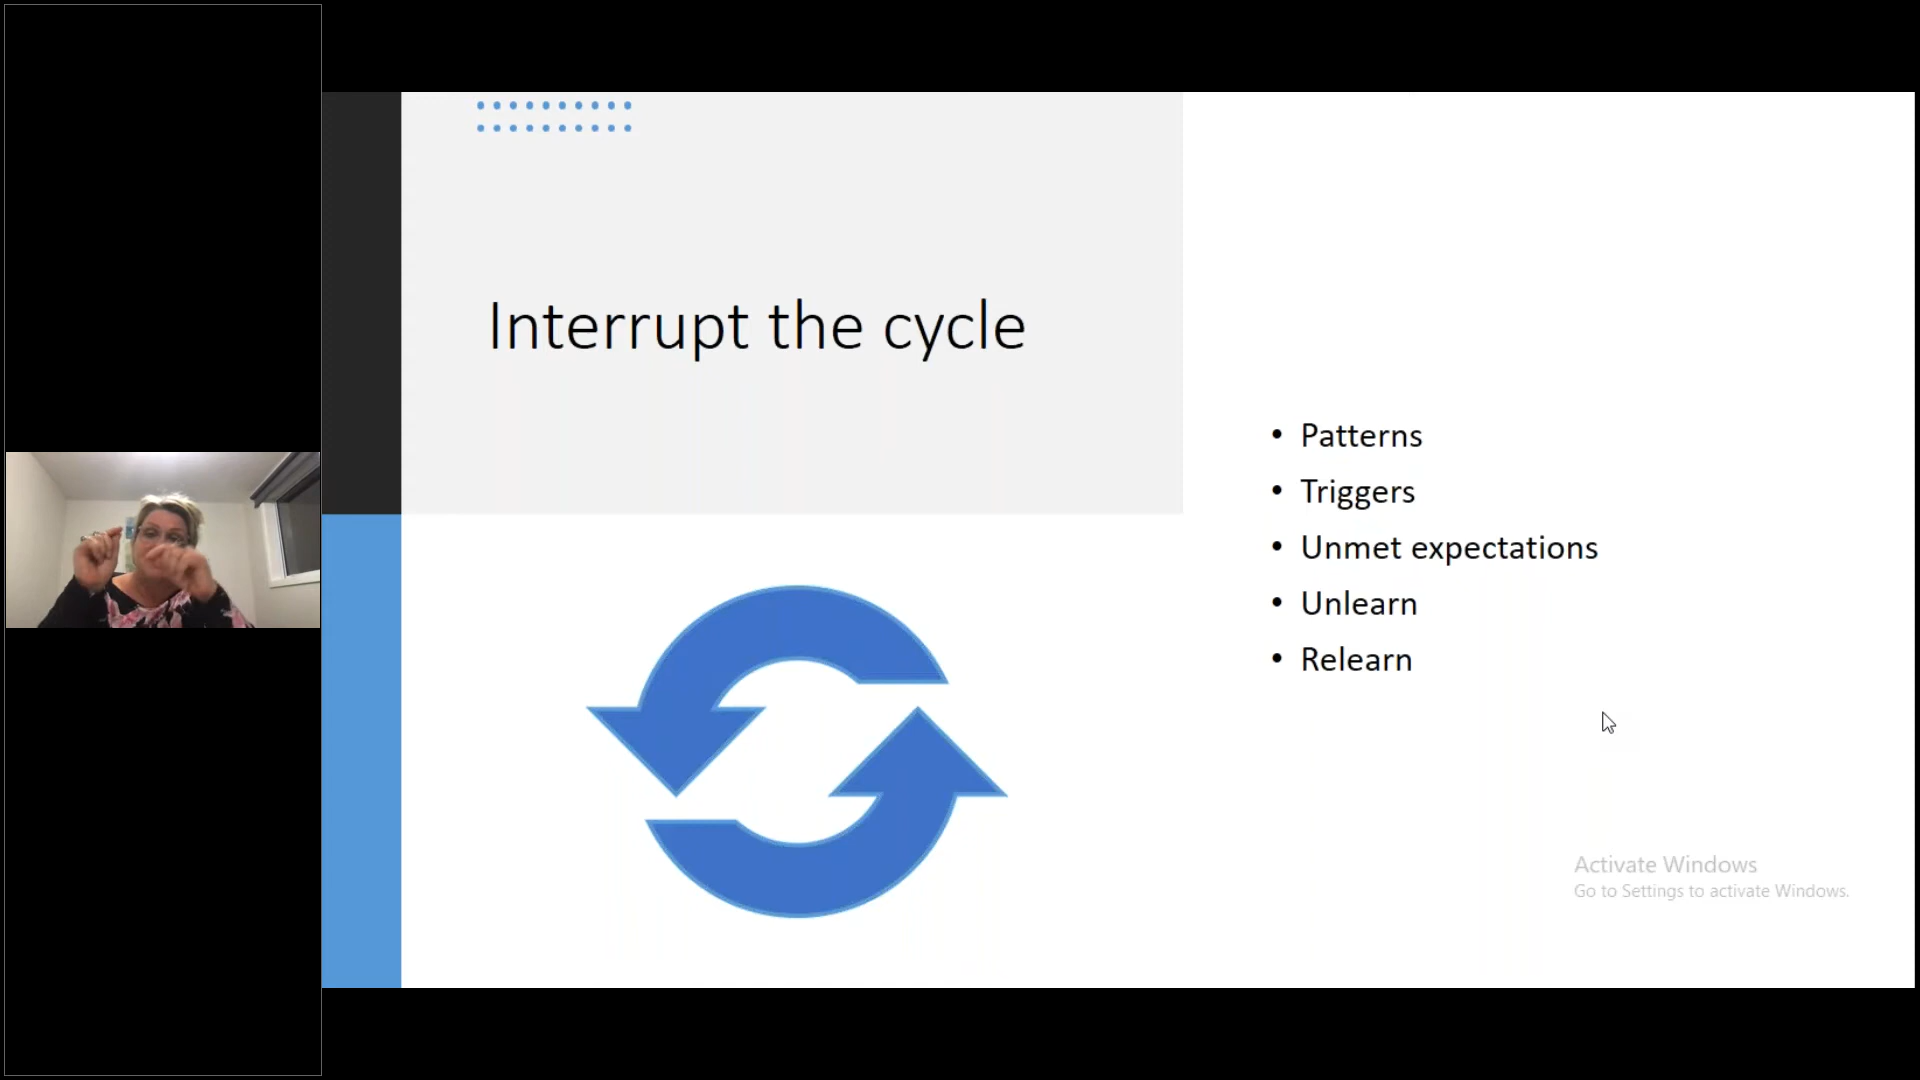 Interrupt the cycle
• Patterns
• Triggers
• Unmet expectations
• Unlearn
• Relearn
Activate Windows
Go to Settings to activate Windows.